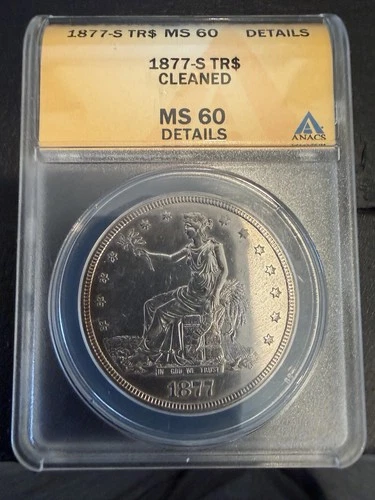 1877-S TR$ MS 60 DETAILS
1877-S TR$
CLEANED
MS 60
DETAILS
ANACS
IN GOD WE TRUST
1877